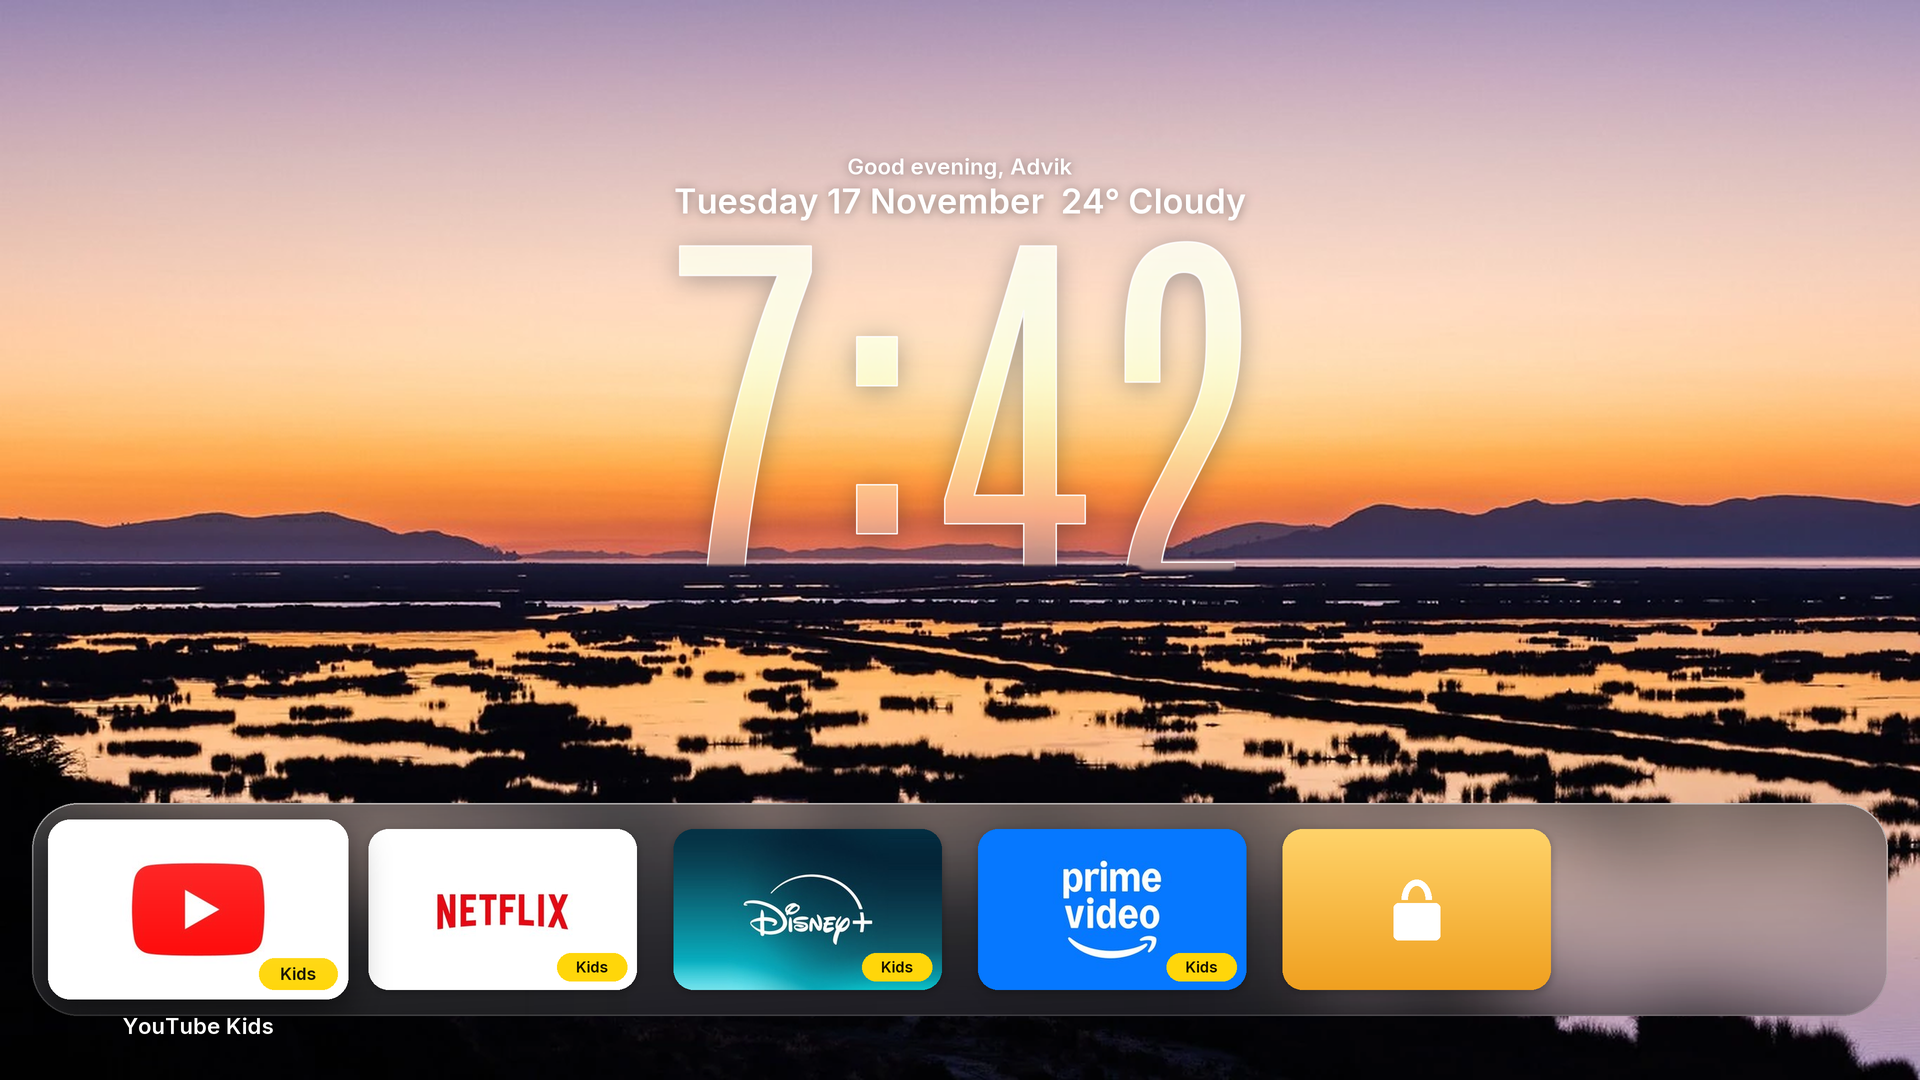 Good evening, Advik
Tuesday 17 November 24° Cloudy
7:42
Kids
NETFLIX
Kids
Disney+
Kids
prime
video
Kids
YouTube Kids